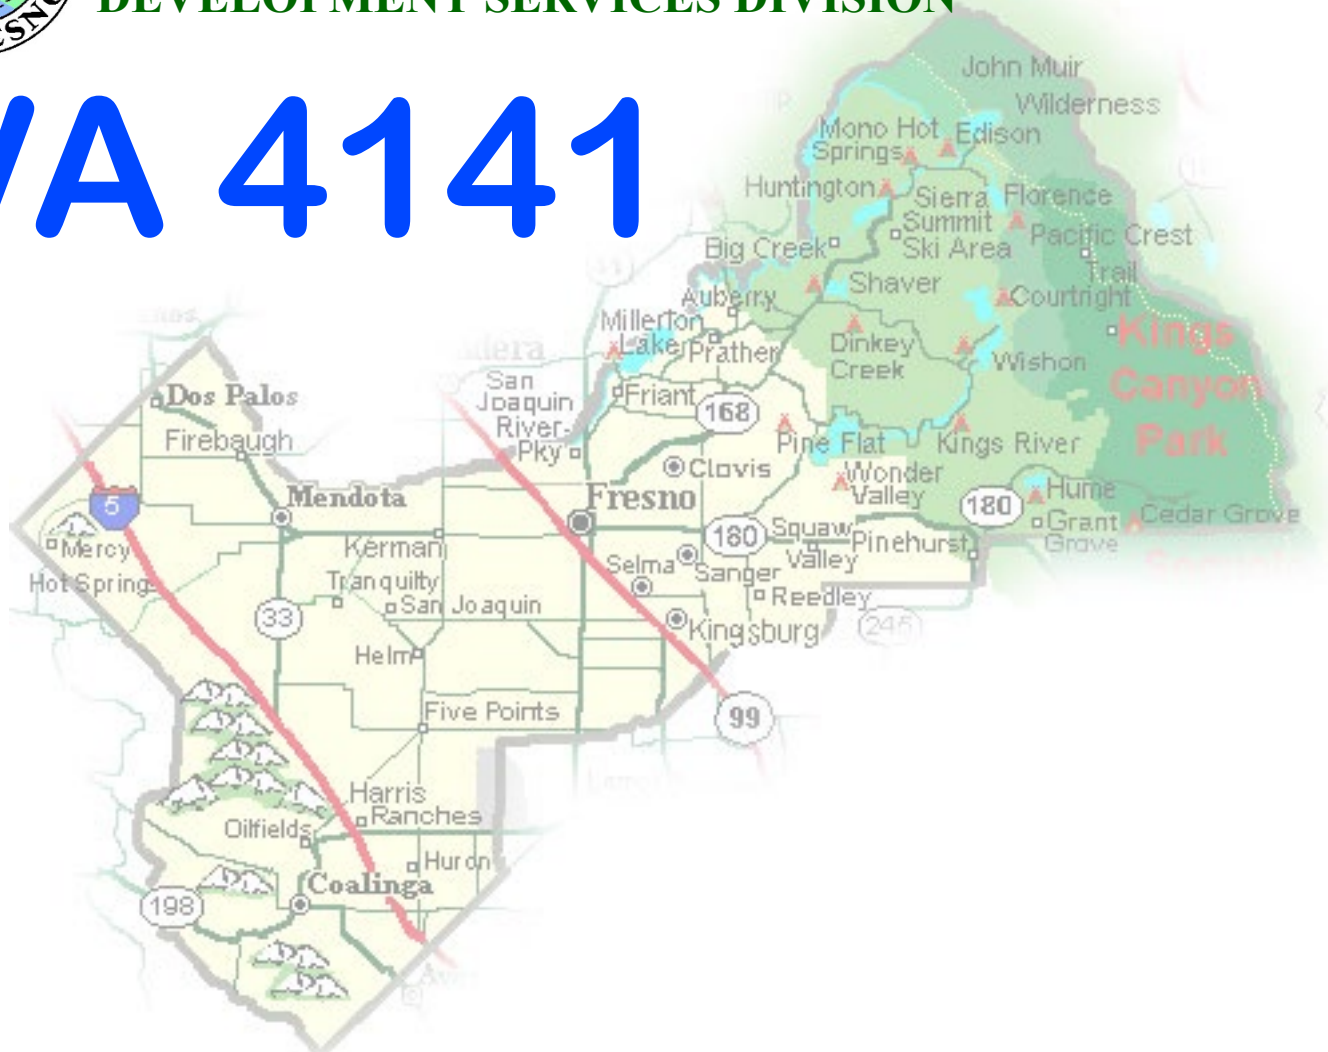 DEVELOPMENT SERVICES DIVISION
VA 4141
John Muir
Wilderness
Mono Hot
Springs
Edison
Huntington
Sierra
Summit
Ski Area
Florence
Pacific Crest
Trail
Big Creek
Shaver
Courtright
Auberry
Millerton
Lake
Prather
Dinkey
Creek
Wishon
Kings
Canyon
Park
San
Joaquin
River-
Pky
Friant
168
Dos Palos
Firebaugh
Pine Flat
Kings River
Clovis
Wonder
Valley
5
Mendota
Fresno
180
Hume
Grant
Grove
Cedar Grove
Mercy
Hot Spring
Kerman
180
Squaw
Valley
Pinehurst
Selma
Sanger
Tranquilty
San Joaquin
Reedley
33
Kingsburg
245
Helm
Five Points
99
Harris
Ranches
Oilfields
Huron
Coalinga
198